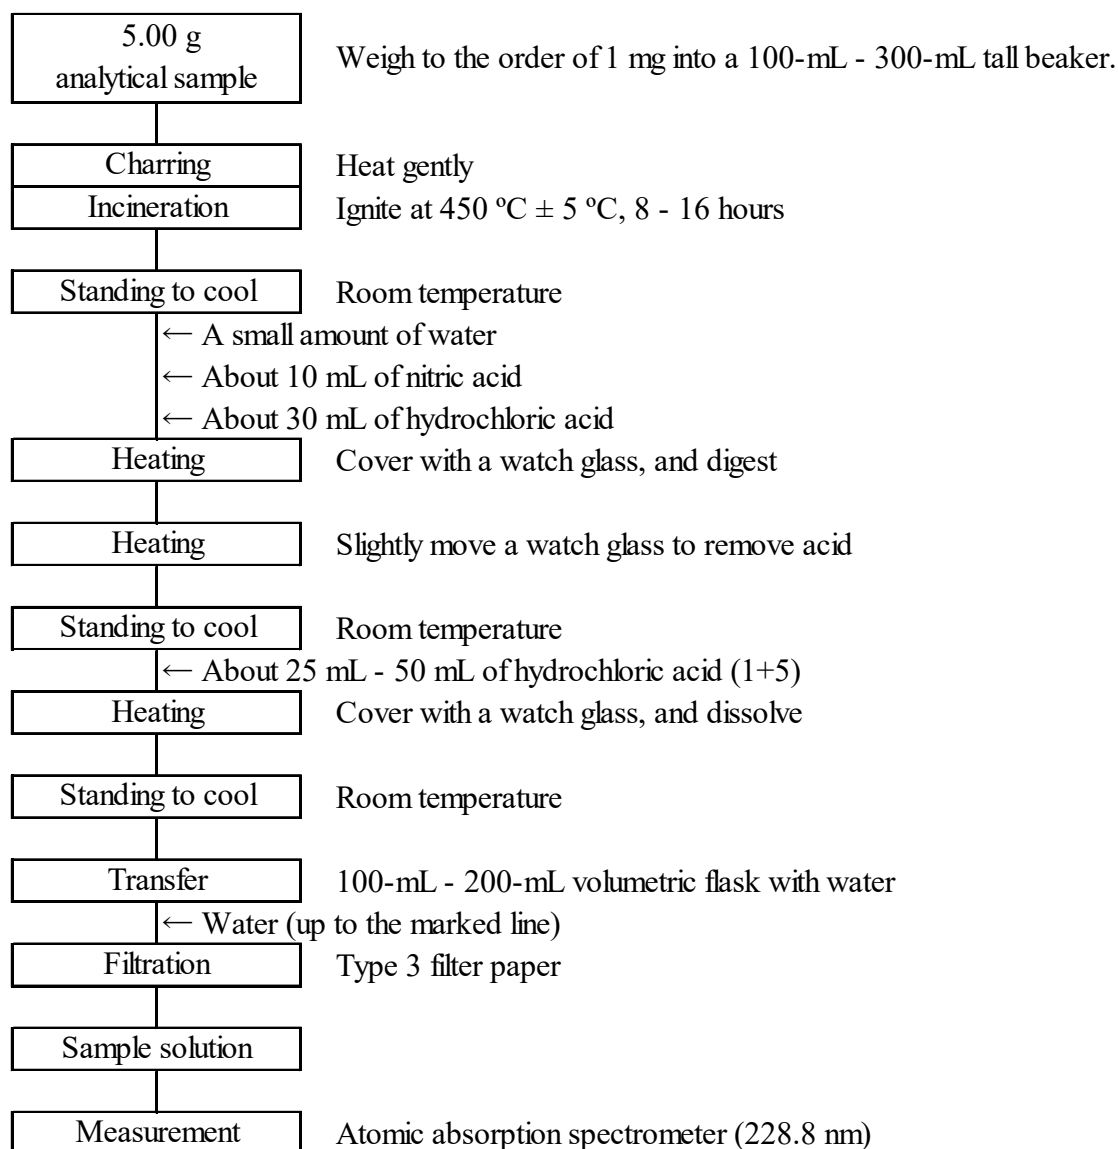 5.00 g
analytical sample
Weigh to the order of 1 mg into a 100-mL - 300-mL tall beaker.
Charring
Heat gently
Incineration
Ignite at 450 ºC ± 5 ºC, 8 - 16 hours
Standing to cool
Room temperature
← A small amount of water
← About 10 mL of nitric acid
← About 30 mL of hydrochloric acid
Heating
Cover with a watch glass, and digest
Heating
Slightly move a watch glass to remove acid
Standing to cool
Room temperature
← About 25 mL - 50 mL of hydrochloric acid (1+5)
Heating
Cover with a watch glass, and dissolve
Standing to cool
Room temperature
Transfer
100-mL - 200-mL volumetric flask with water
← Water (up to the marked line)
Filtration
Type 3 filter paper
Sample solution
Measurement
Atomic absorption spectrometer (228.8 nm)